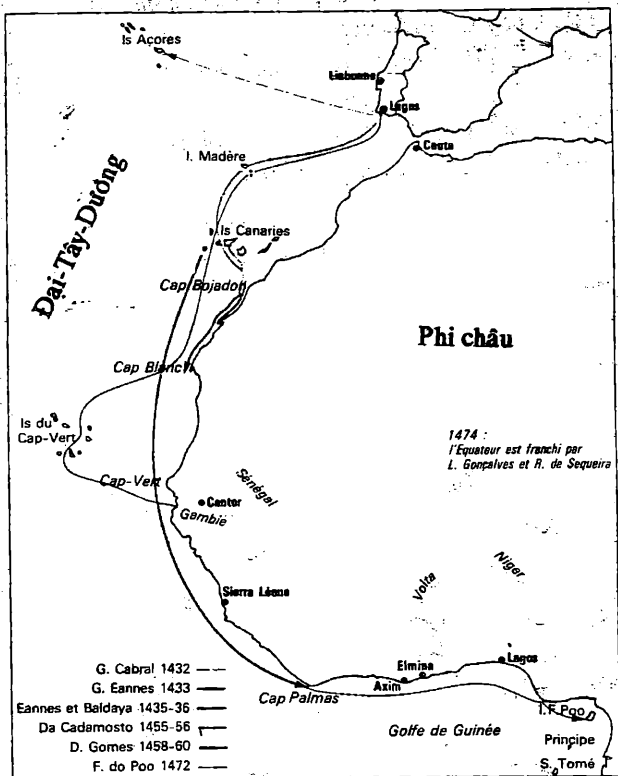 Is Açores
Lisbonne
Lagos
Ceuta
I. Madère
Đại-Tây-Dương
Is Canaries
Cap Bojador
Phi châu
Cap Blanc
Is du
Cap-Vert
1474 :
l'Equateur est franchi par
L. Gonçalves et R. de Sequeira
Cap-Vert
Sénégal
Cantor
Gambie
Niger
Volta
Sierra Léone
G. Cabral 1432
G. Eannes 1433
Eannes et Baldaya 1435-36
Da Cadamosto 1455-56
D. Gomes 1458-60
F. do Poo 1472
Lagos
Elmina
Axim
Cap Palmas
I. F. Poo
Golfe de Guinée
Principe
S. Tomé